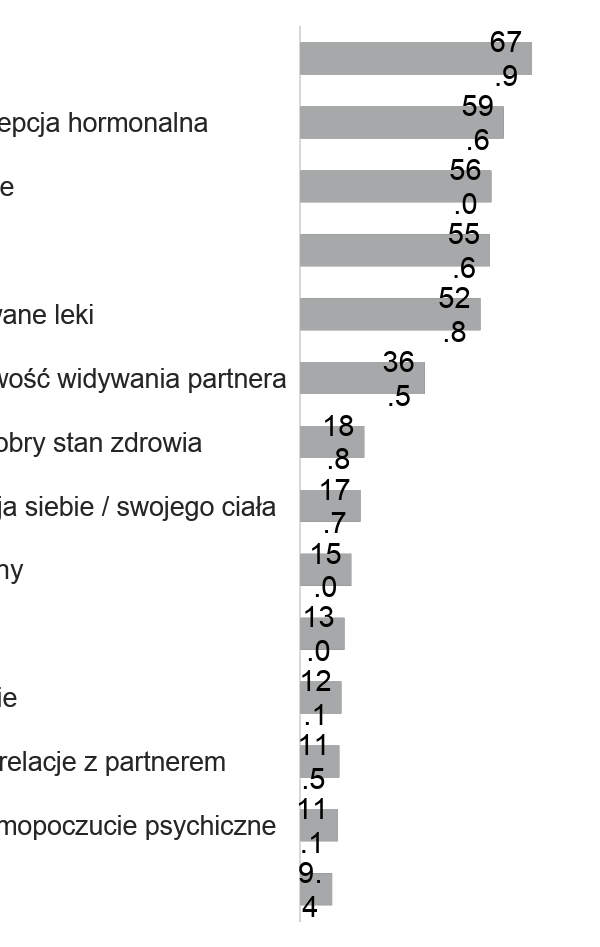 67
.9
epcja hormonalna
59
.6
e
56
.0
55
.6
wane leki
52
.8
wość widywania partnera
36
.5
obry stan zdrowia
18
.8
ja siebie / swojego ciała
17
.7
ny
15
.0
13
.0
ie
12
.1
relacje z partnerem
11
.5
mopoczucie psychiczne
11
.1
9.
4